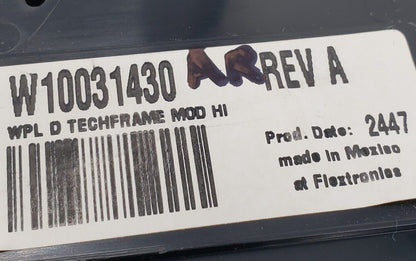 W10031430 AR REV A
WPL D TECHFRAME MOD HI
Prod. Date: 2447
made in Mexico
at Flextronics